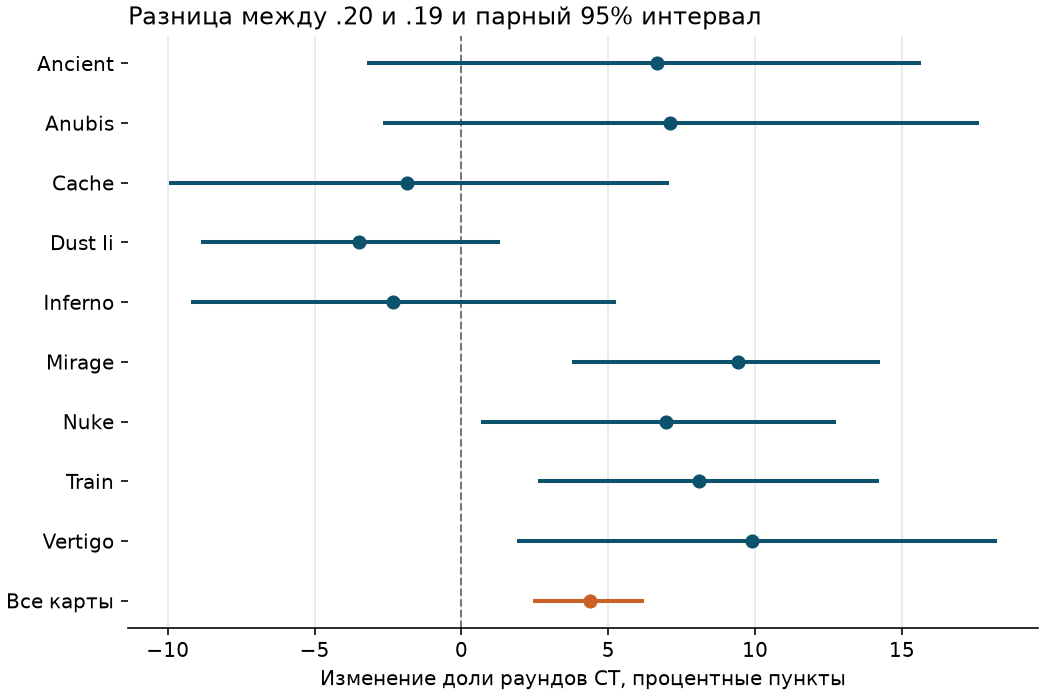 Разница между .20 и .19 и парный 95% интервал
Ancient
Anubis
Cache
Dust Ii
Inferno
Mirage
Nuke
Train
Vertigo
Все карты
−10 −5 0 5 10 15
Изменение доли раундов CT, процентные пункты